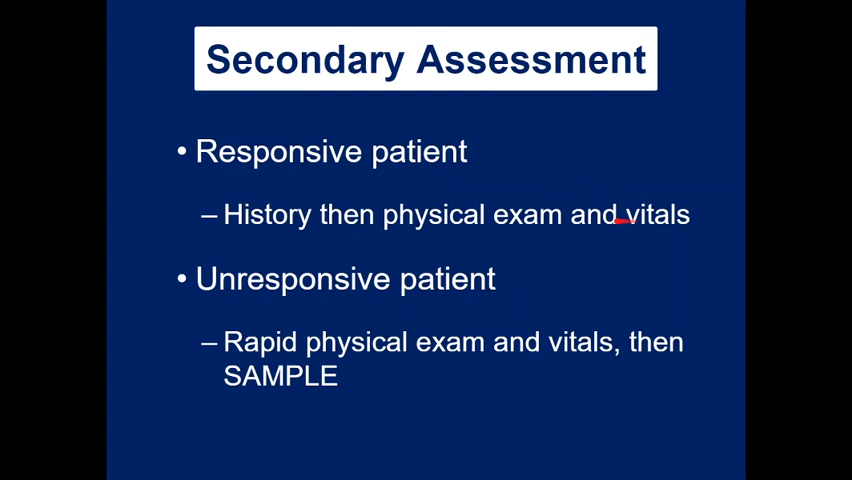 Secondary Assessment
• Responsive patient
– History then physical exam and vitals
• Unresponsive patient
– Rapid physical exam and vitals, then
SAMPLE